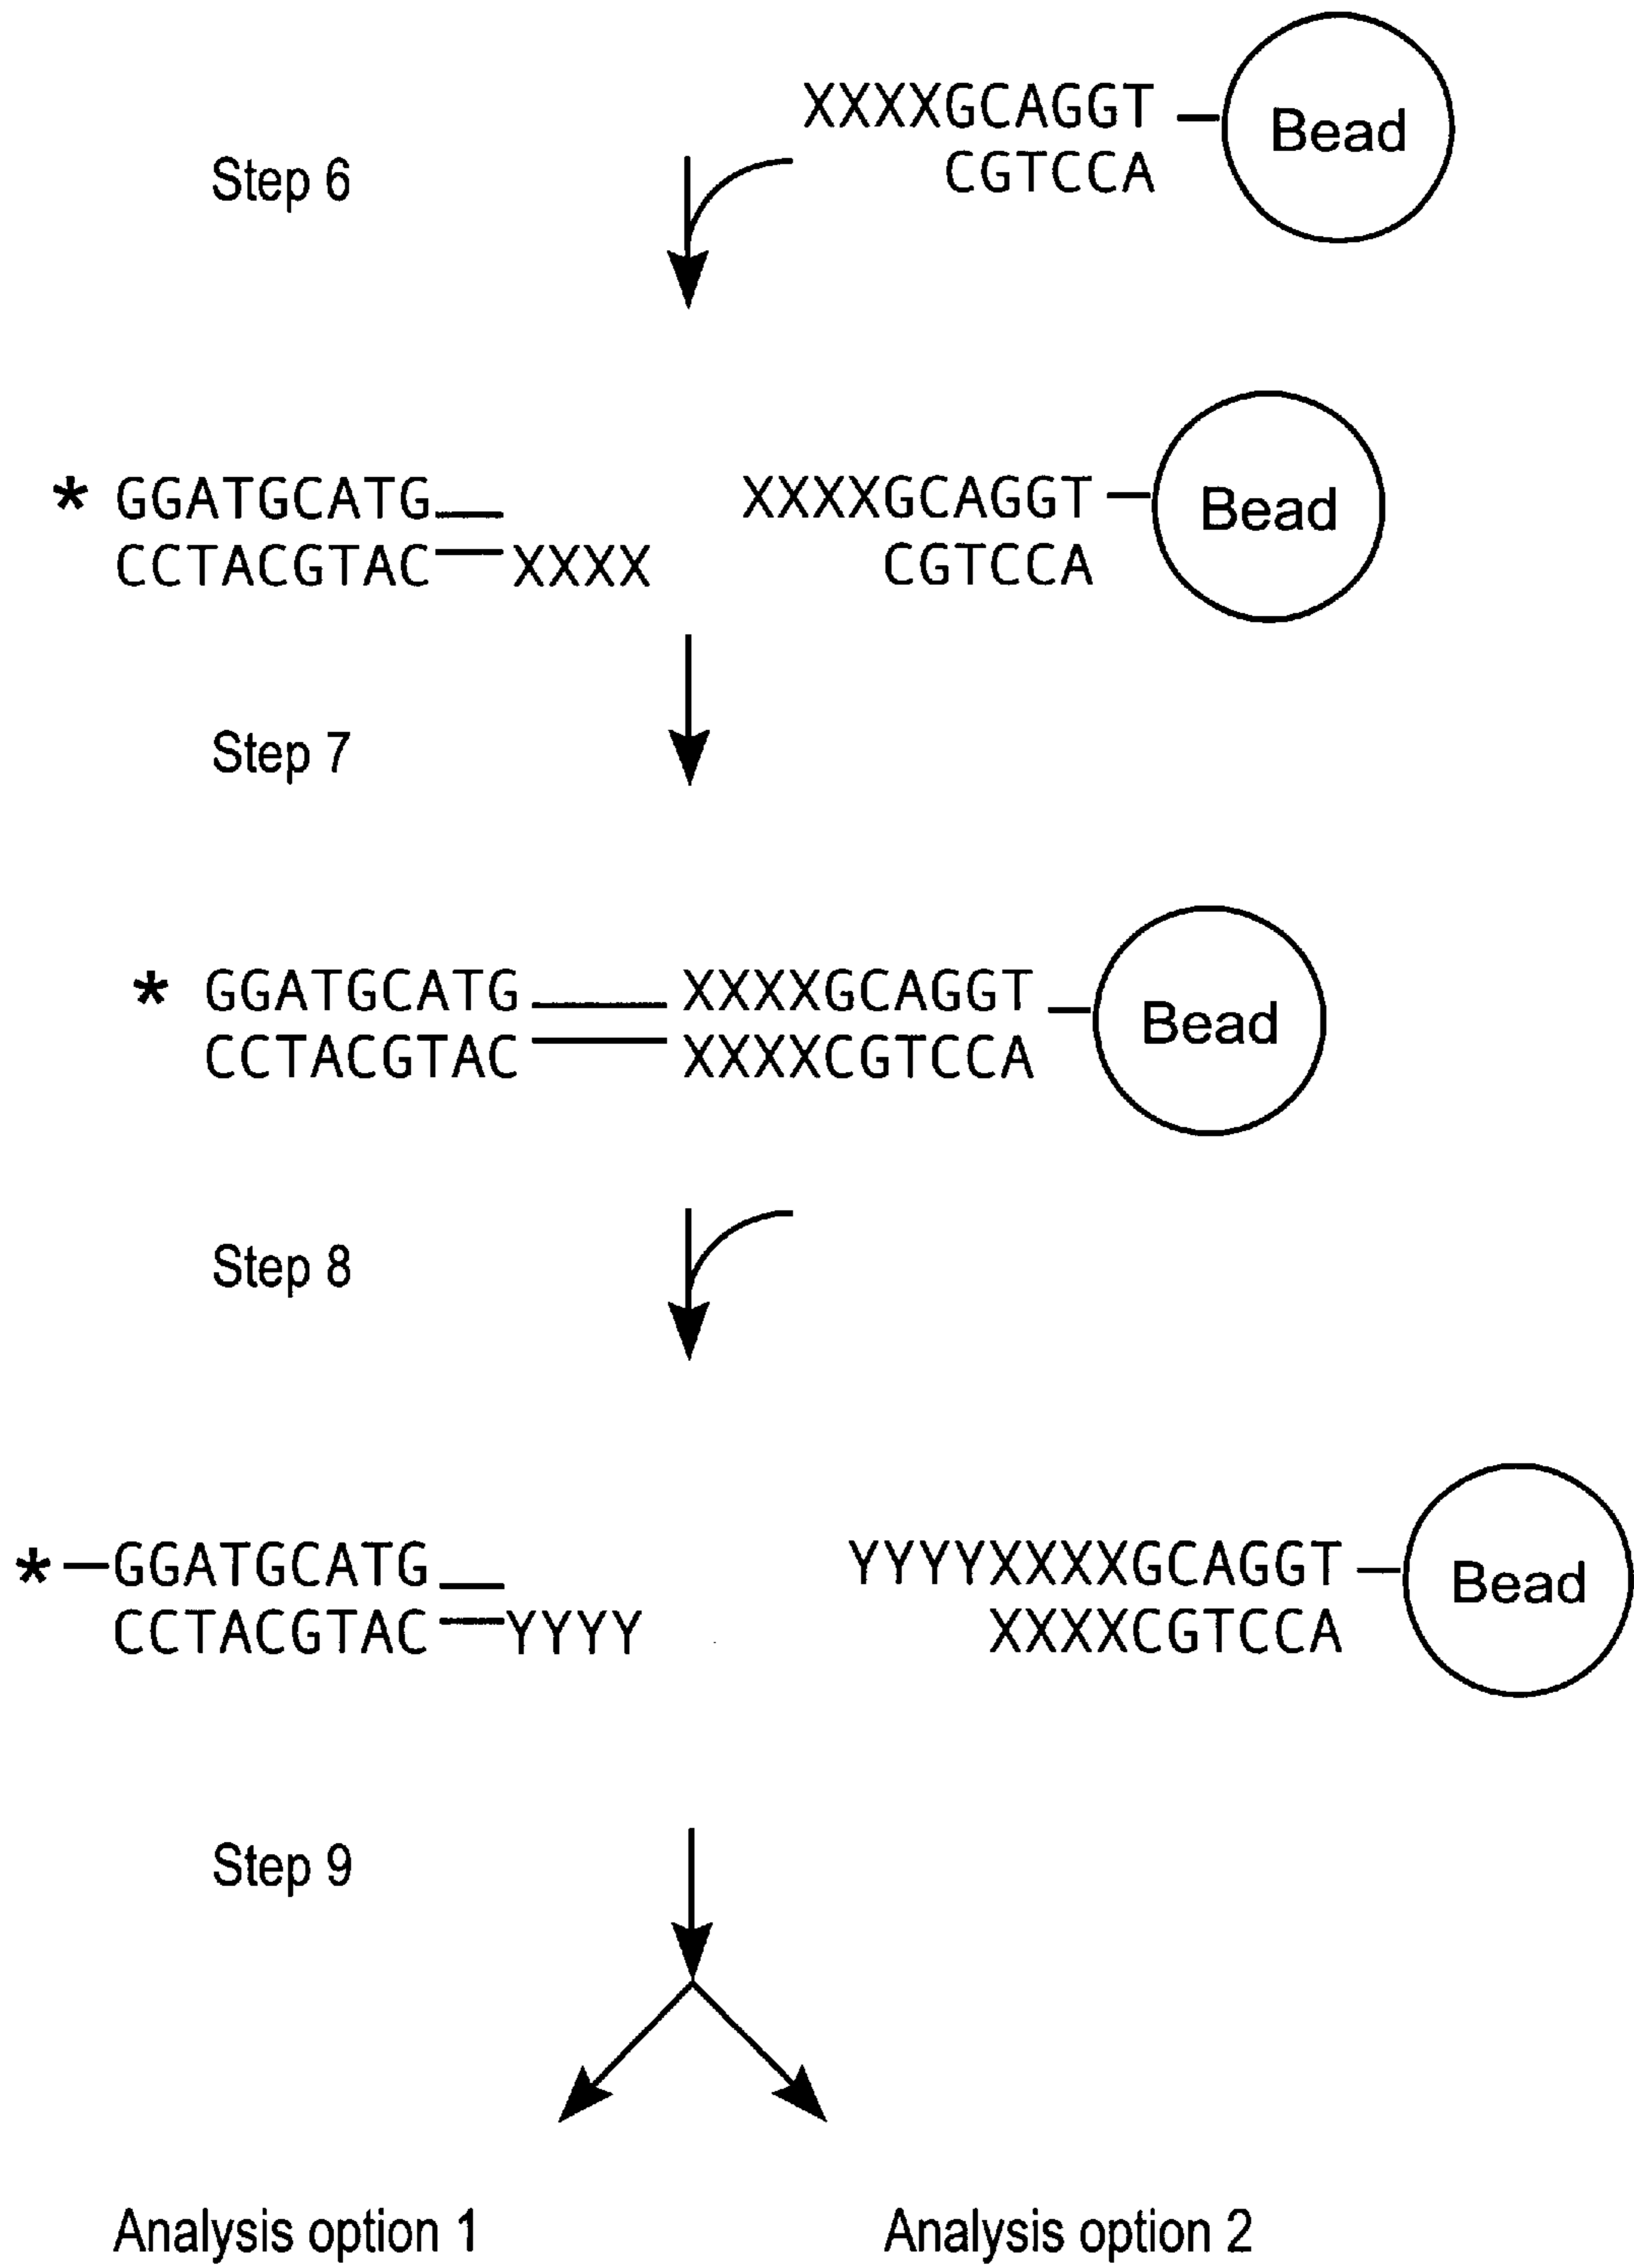 XXXXGCAGGT
Bead
Step 6
CGTCCA
* GGATGCATG
XXXXGCAGGT
Bead
CCTACGTAC
XXXX
CGTCCA
Step 7
* GGATGCATG
XXXXGCAGGT
Bead
CCTACGTAC
XXXXCGTCCA
Step 8
* GGATGCATG
YYYYXXXXGCAGGT
Bead
CCTACGTAC
YYYY
XXXXCGTCCA
Step 9
Analysis option 1
Analysis option 2